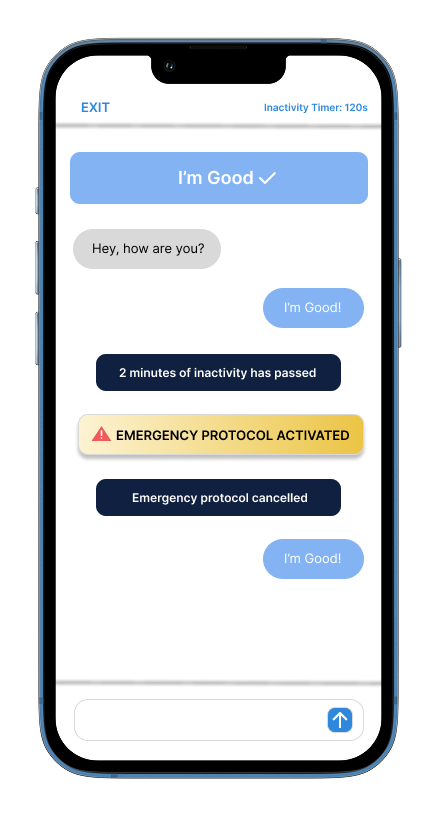 EXIT
Inactivity Timer: 120s
I'm Good
Hey, how are you?
I'm Good!
2 minutes of inactivity has passed
EMERGENCY PROTOCOL ACTIVATED
Emergency protocol cancelled
I'm Good!